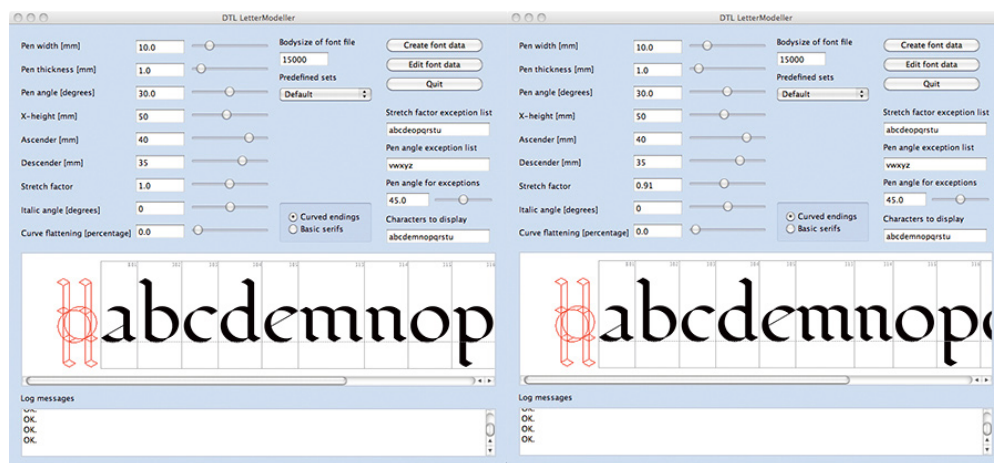 DTL LetterModeller
Pen width [mm] 10.0
Pen thickness [mm] 1.0
Pen angle [degrees] 30.0
X-height [mm] 50
Ascender [mm] 40
Descender [mm] 35
Stretch factor 1.0
Italic angle [degrees] 0
Curve flattening [percentage] 0.0
Bodysize of font file
15000
Predefined sets
Default
Curved endings
Basic serifs
Create font data
Edit font data
Quit
Stretch factor exception list
abcdeopqrstu
Pen angle exception list
vwxyz
Pen angle for exceptions
45.0
Characters to display
abcdemnopqrstu
abcdemnop
Log messages
OK.
OK.
OK.
OK.
DTL LetterModeller
Pen width [mm] 10.0
Pen thickness [mm] 1.0
Pen angle [degrees] 30.0
X-height [mm] 50
Ascender [mm] 40
Descender [mm] 35
Stretch factor 0.91
Italic angle [degrees] 0
Curve flattening [percentage] 0.0
Bodysize of font file
15000
Predefined sets
Default
Curved endings
Basic serifs
Create font data
Edit font data
Quit
Stretch factor exception list
abcdeopqrstu
Pen angle exception list
vwxyz
Pen angle for exceptions
45.0
Characters to display
abcdemnopqrstu
abcdemnop
Log messages
OK.
OK.
OK.
OK.